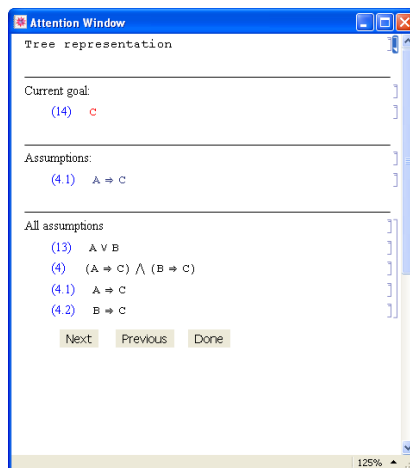 Attention Window
Tree representation
Current goal:
(14) C
Assumptions:
(4.1) A ⇒ C
All assumptions
(13) A ∨ B
(4) (A ⇒ C) ⋀ (B ⇒ C)
(4.1) A ⇒ C
(4.2) B ⇒ C
Next Previous Done
125%